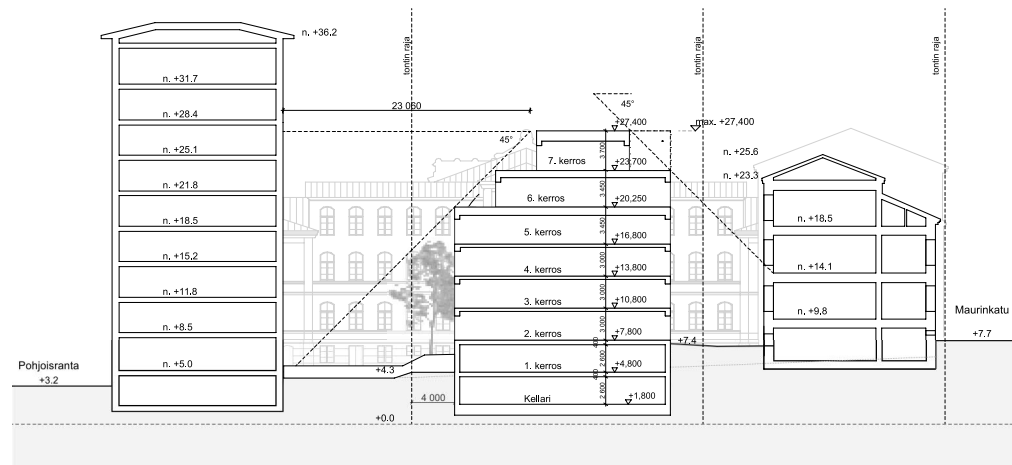 n. +36.2
tontin raja
tontin raja
tontin raja
n. +31.7
n. +28.4
n. +25.1
n. +21.8
n. +18.5
n. +15.2
n. +11.8
n. +8.5
n. +5.0
Pohjoisranta
+3.2
23 060
45°
45°
+27,400
max. +27,400
3.700
7. kerros
+23,700
3.450
6. kerros
+20,250
3.450
5. kerros
+16,800
3.000
4. kerros
+13,800
3.000
3. kerros
+10,800
3.000
2. kerros
+7,800
400
2.600
1. kerros
+4,800
400
2.600
Kellari
+1,800
+4.3
4 000
+0.0
+7.4
n. +25.6
n. +23.3
n. +18.5
n. +14.1
n. +9.8
Maurinkatu
+7.7